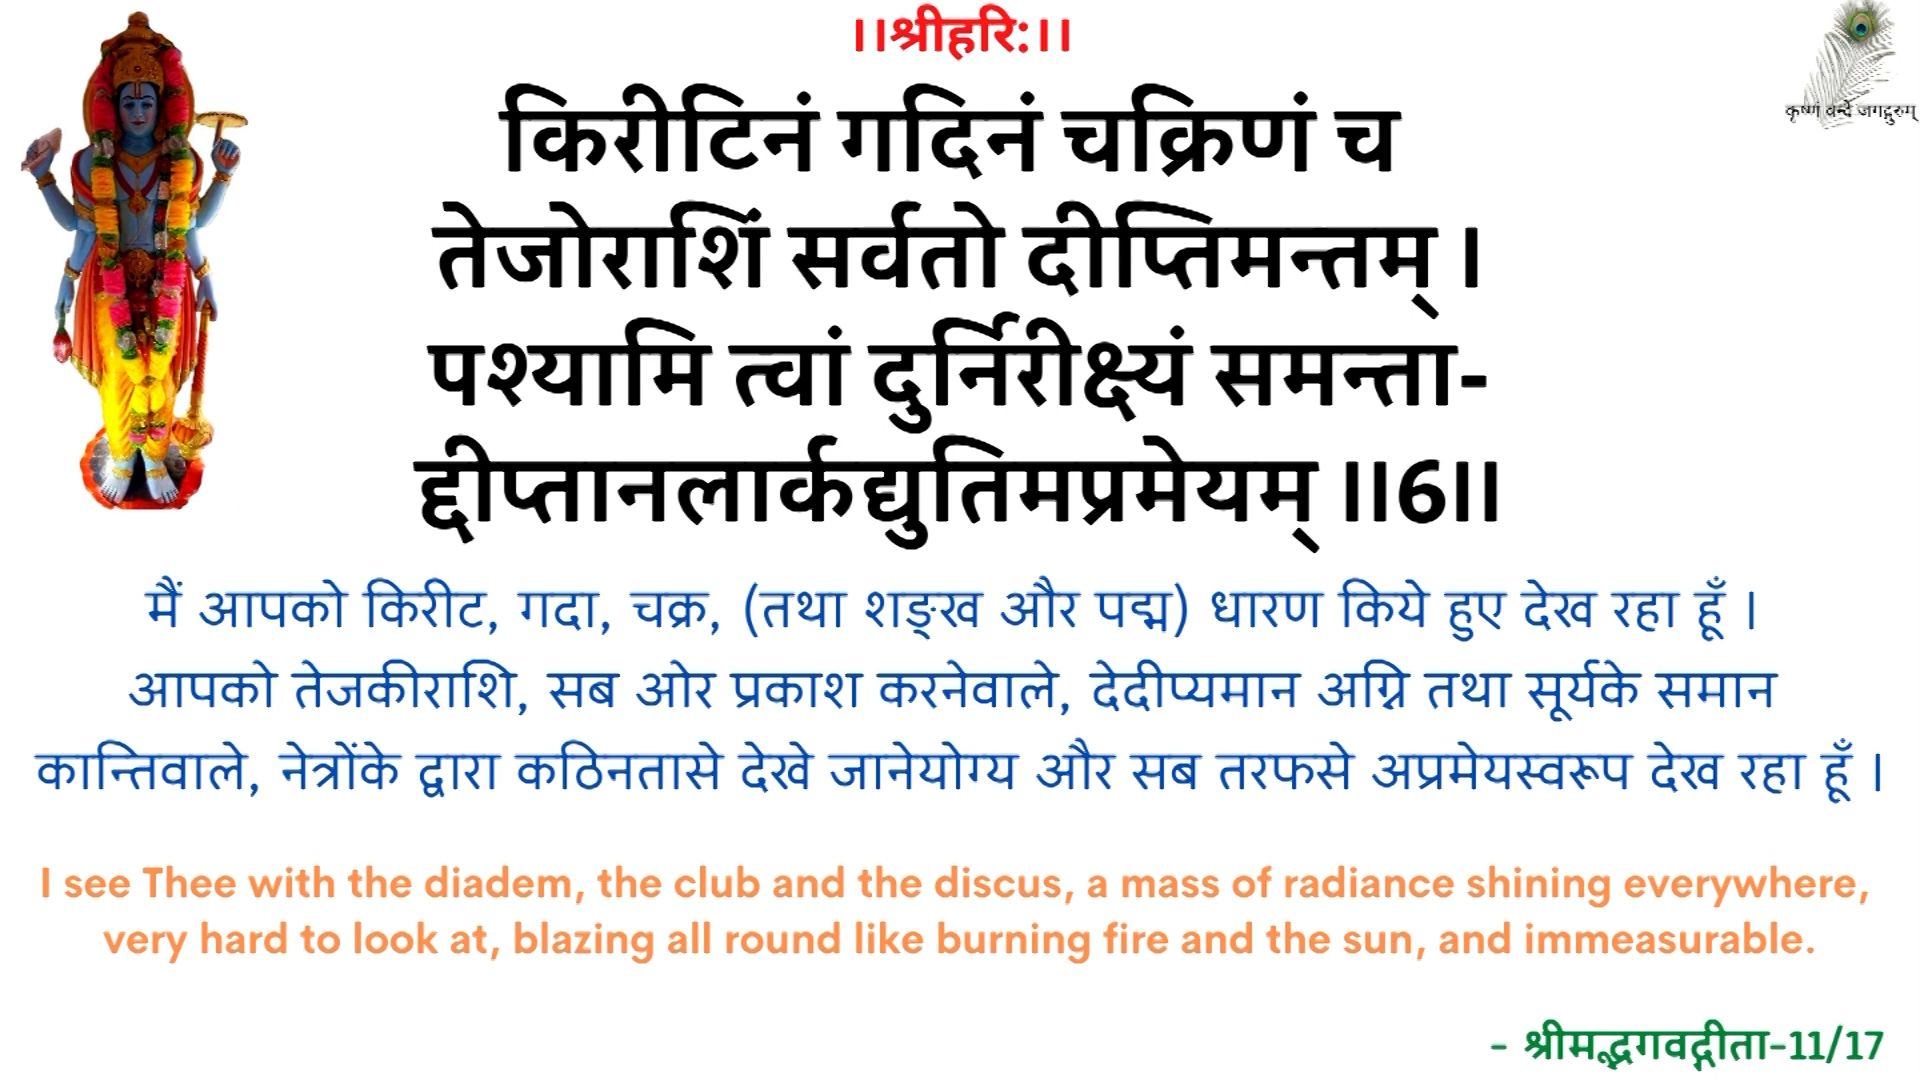 ।।श्रीहरि:।।
कृष्णं वन्दे जगद्गुरुम्
किरीटिनं गदिनं चक्रिणं च
तेजोराशिं सर्वतो दीप्तिमन्तम् ।
पश्यामि त्वां दुर्निरीक्ष्यं समन्ता-
द्दीप्तानलार्कद्युतिमप्रमेयम् ।।6।।
मैं आपको किरीट, गदा, चक्र, (तथा शङ्ख और पद्म) धारण किये हुए देख रहा हूँ ।
आपको तेजकीराशि, सब ओर प्रकाश करनेवाले, देदीप्यमान अग्नि तथा सूर्यके समान
कान्तिवाले, नेत्रोंके द्वारा कठिनतासे देखे जानेयोग्य और सब तरफसे अप्रमेयस्वरूप देख रहा हूँ ।
I see Thee with the diadem, the club and the discus, a mass of radiance shining everywhere,
very hard to look at, blazing all round like burning fire and the sun, and immeasurable.
- श्रीमद्भगवद्गीता-11/17